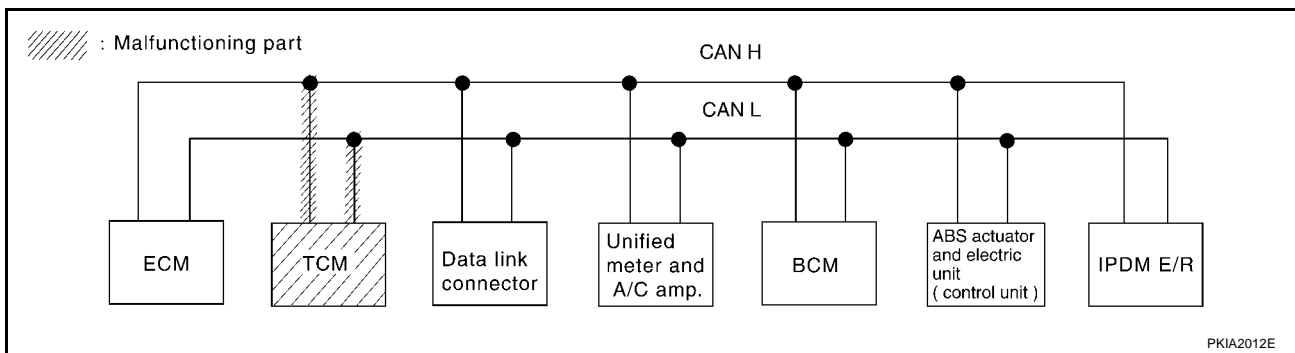 : Malfunctioning part
CAN H
CAN L
ECM
TCM
Data link
connector
Unified
meter and
A/C amp.
BCM
ABS actuator
and electric
unit
( control unit )
IPDM E/R
PKIA2012E